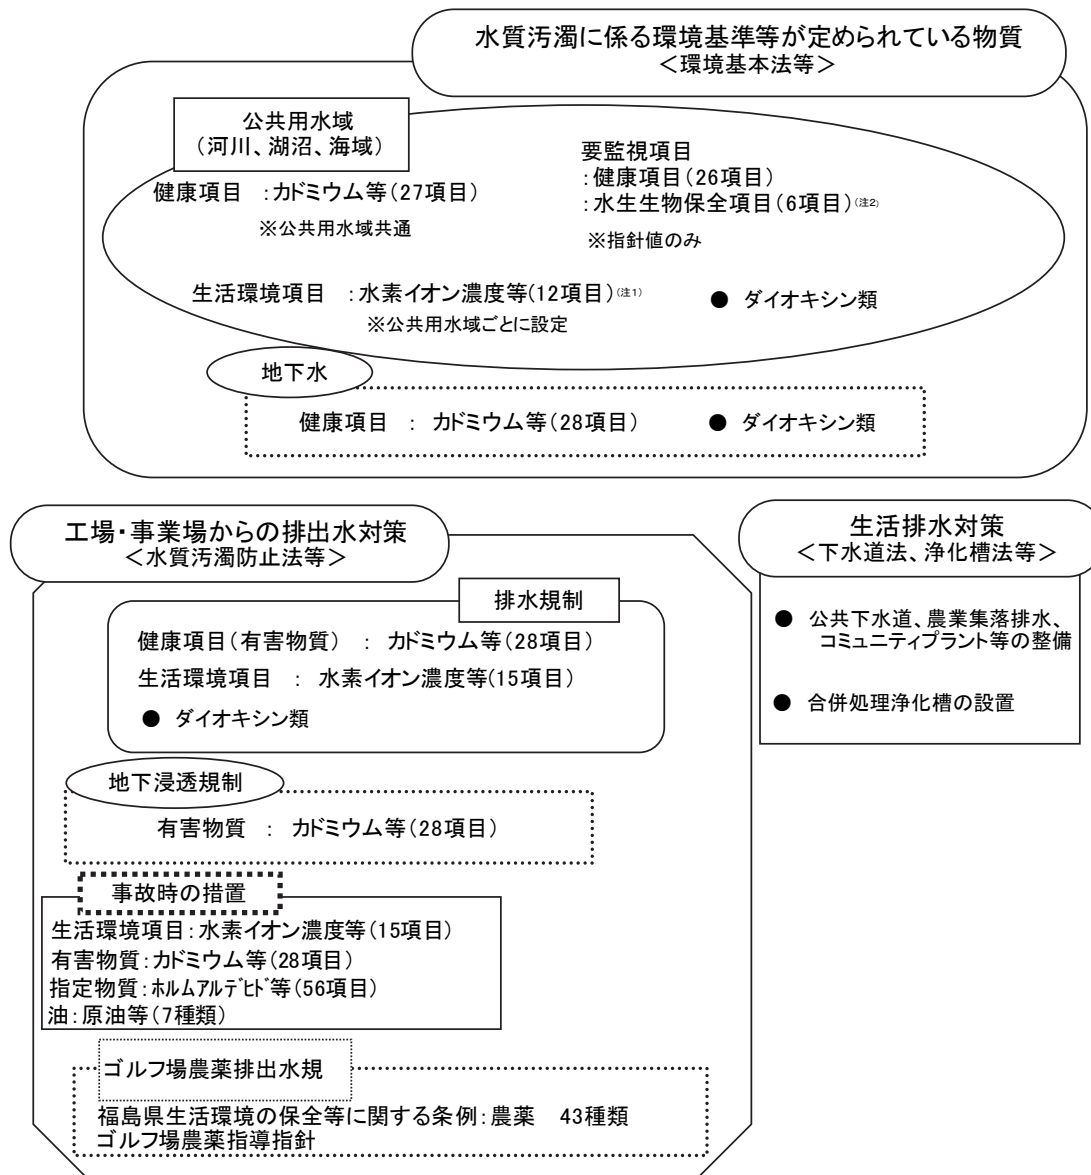 水質汚濁に係る環境基準等が定められている物質
＜環境基本法等＞
公共用水域
(河川、湖沼、海域)
健康項目　：カドミウム等(27項目)
※公共用水域共通
要監視項目
：健康項目(26項目)
：水生生物保全項目(6項目)(注2)
※指針値のみ
生活環境項目　：水素イオン濃度等(12項目)(注1)
※公共用水域ごとに設定
● ダイオキシン類
地下水
健康項目　：　カドミウム等(28項目)
● ダイオキシン類
工場・事業場からの排出水対策
＜水質汚濁防止法等＞
排水規制
健康項目(有害物質)　：　カドミウム等(28項目)
生活環境項目　：　水素イオン濃度等(15項目)
● ダイオキシン類
地下浸透規制
有害物質　：　カドミウム等(28項目)
事故時の措置
生活環境項目：水素イオン濃度等(15項目)
有害物質：カドミウム等(28項目)
指定物質：ﾎﾙﾑｱﾙﾃﾞﾋﾄﾞ等(56項目)
油：原油等(7種類)
ゴルフ場農薬排出水規
福島県生活環境の保全等に関する条例：農薬　43種類
ゴルフ場農薬指導指針
生活排水対策
＜下水道法、浄化槽法等＞
● 公共下水道、農業集落排水、
コミュニティプラント等の整備
● 合併処理浄化槽の設置